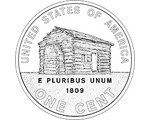 UNITED STATES OF AMERICA
E PLURIBUS UNUM
1809
ONE CENT